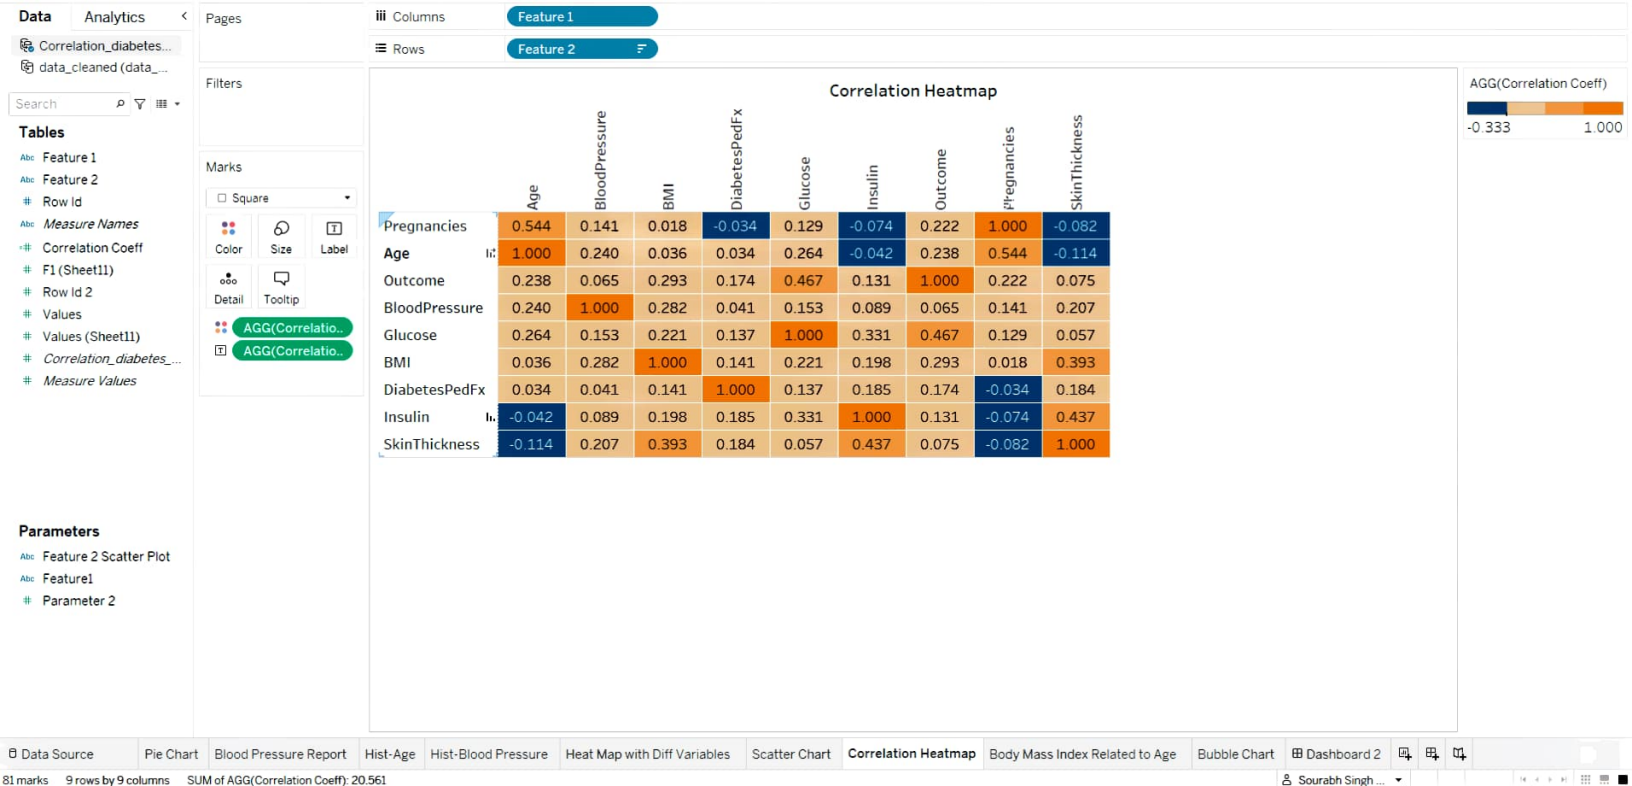 Data Analytics <
Correlation_diabetes...
data_cleaned (data_...
Search
Tables
Abc Feature 1
Abc Feature 2
# Row Id
Abc Measure Names
# Correlation Coeff
# F1 (Sheet11)
# Row Id 2
# Values
# Values (Sheet11)
# Correlation_diabetes_...
# Measure Values
Parameters
Abc Feature 2 Scatter Plot
Abc Feature1
# Parameter 2
Pages
Filters
Marks
Square
Color Size Label
Detail Tooltip
AGG(Correlatio..
AGG(Correlatio..
Columns Feature 1
Rows Feature 2
Correlation Heatmap
Age BloodPressure BMI DiabetesPedFx Glucose Insulin Outcome Pregnancies SkinThickness
Pregnancies 0.544 0.141 0.018 -0.034 0.129 -0.074 0.222 1.000 -0.082
Age 1.000 0.240 0.036 0.034 0.264 -0.042 0.238 0.544 -0.114
Outcome 0.238 0.065 0.293 0.174 0.467 0.131 1.000 0.222 0.075
BloodPressure 0.240 1.000 0.282 0.041 0.153 0.089 0.065 0.141 0.207
Glucose 0.264 0.153 0.221 0.137 1.000 0.331 0.467 0.129 0.057
BMI 0.036 0.282 1.000 0.141 0.221 0.198 0.293 0.018 0.393
DiabetesPedFx 0.034 0.041 0.141 1.000 0.137 0.185 0.174 -0.034 0.184
Insulin -0.042 0.089 0.198 0.185 0.331 1.000 0.131 -0.074 0.437
SkinThickness -0.114 0.207 0.393 0.184 0.057 0.437 0.075 -0.082 1.000
AGG(Correlation Coeff)
-0.333 1.000
Data Source Pie Chart Blood Pressure Report Hist-Age Hist-Blood Pressure Heat Map with Diff Variables Scatter Chart Correlation Heatmap Body Mass Index Related to Age Bubble Chart Dashboard 2
81 marks 9 rows by 9 columns SUM of AGG(Correlation Coeff): 20.561 Sourabh Singh ...